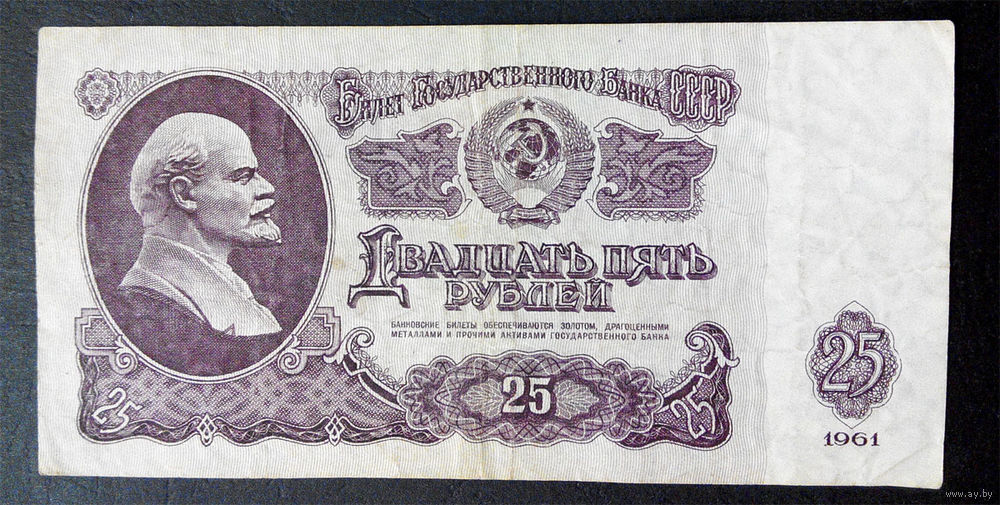 Билет Государственного Банка СССР
Двадцать пять
рублей
БАНКОВСКИЕ БИЛЕТЫ ОБЕСПЕЧИВАЮТСЯ ЗОЛОТОМ, ДРАГОЦЕННЫМИ
МЕТАЛЛАМИ И ПРОЧИМИ АКТИВАМИ ГОСУДАРСТВЕННОГО БАНКА
25
25
25
25
1961
www.ay.by